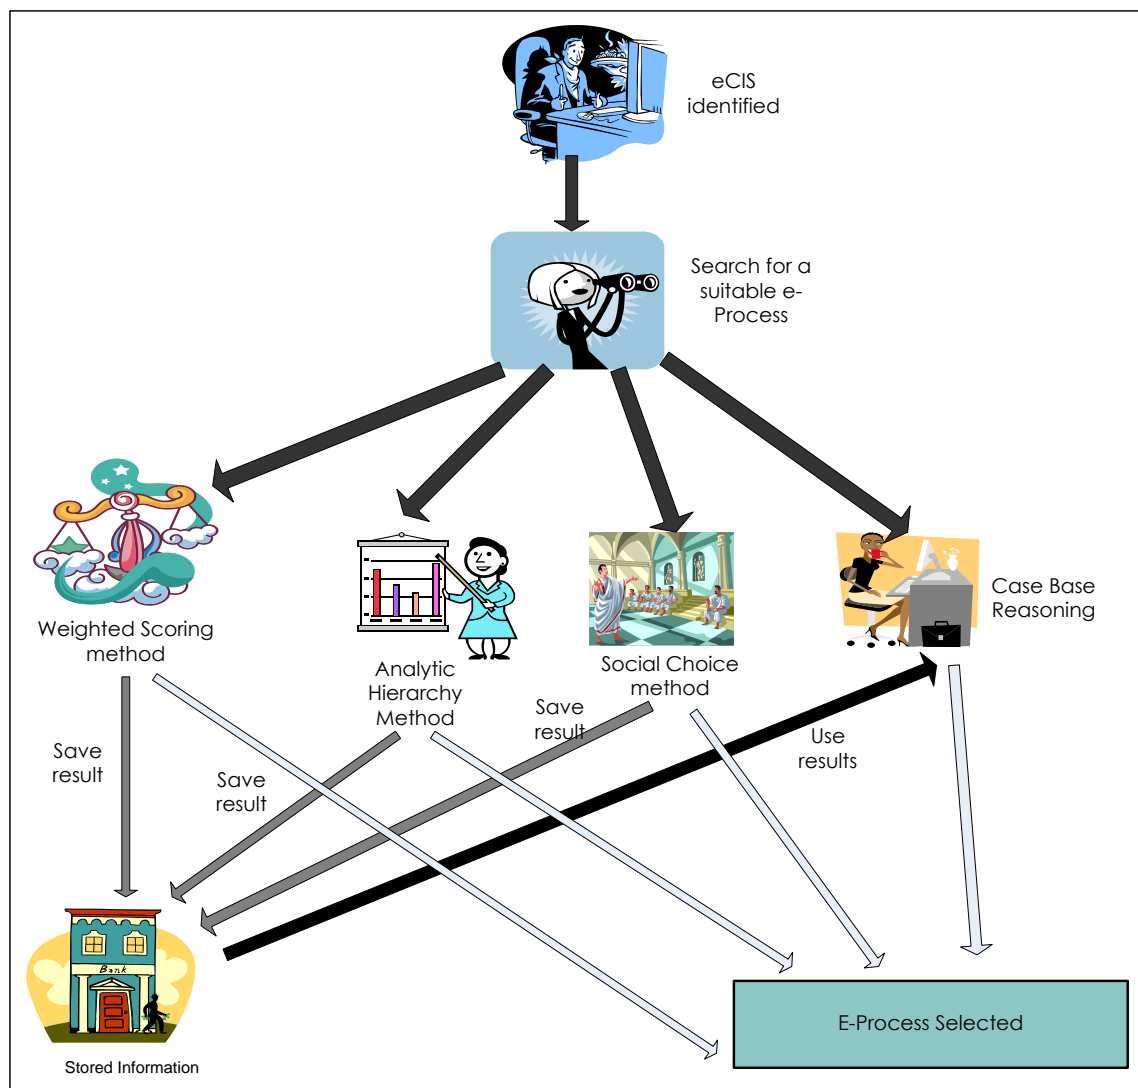 eCIS
identified
Search for a
suitable e-
Process
Case Base
Reasoning
Weighted Scoring
method
Analytic
Hierarchy
Method
Social Choice
method
Save
result
Save
result
Save
result
Use
results
Bank
E-Process Selected
Stored Information